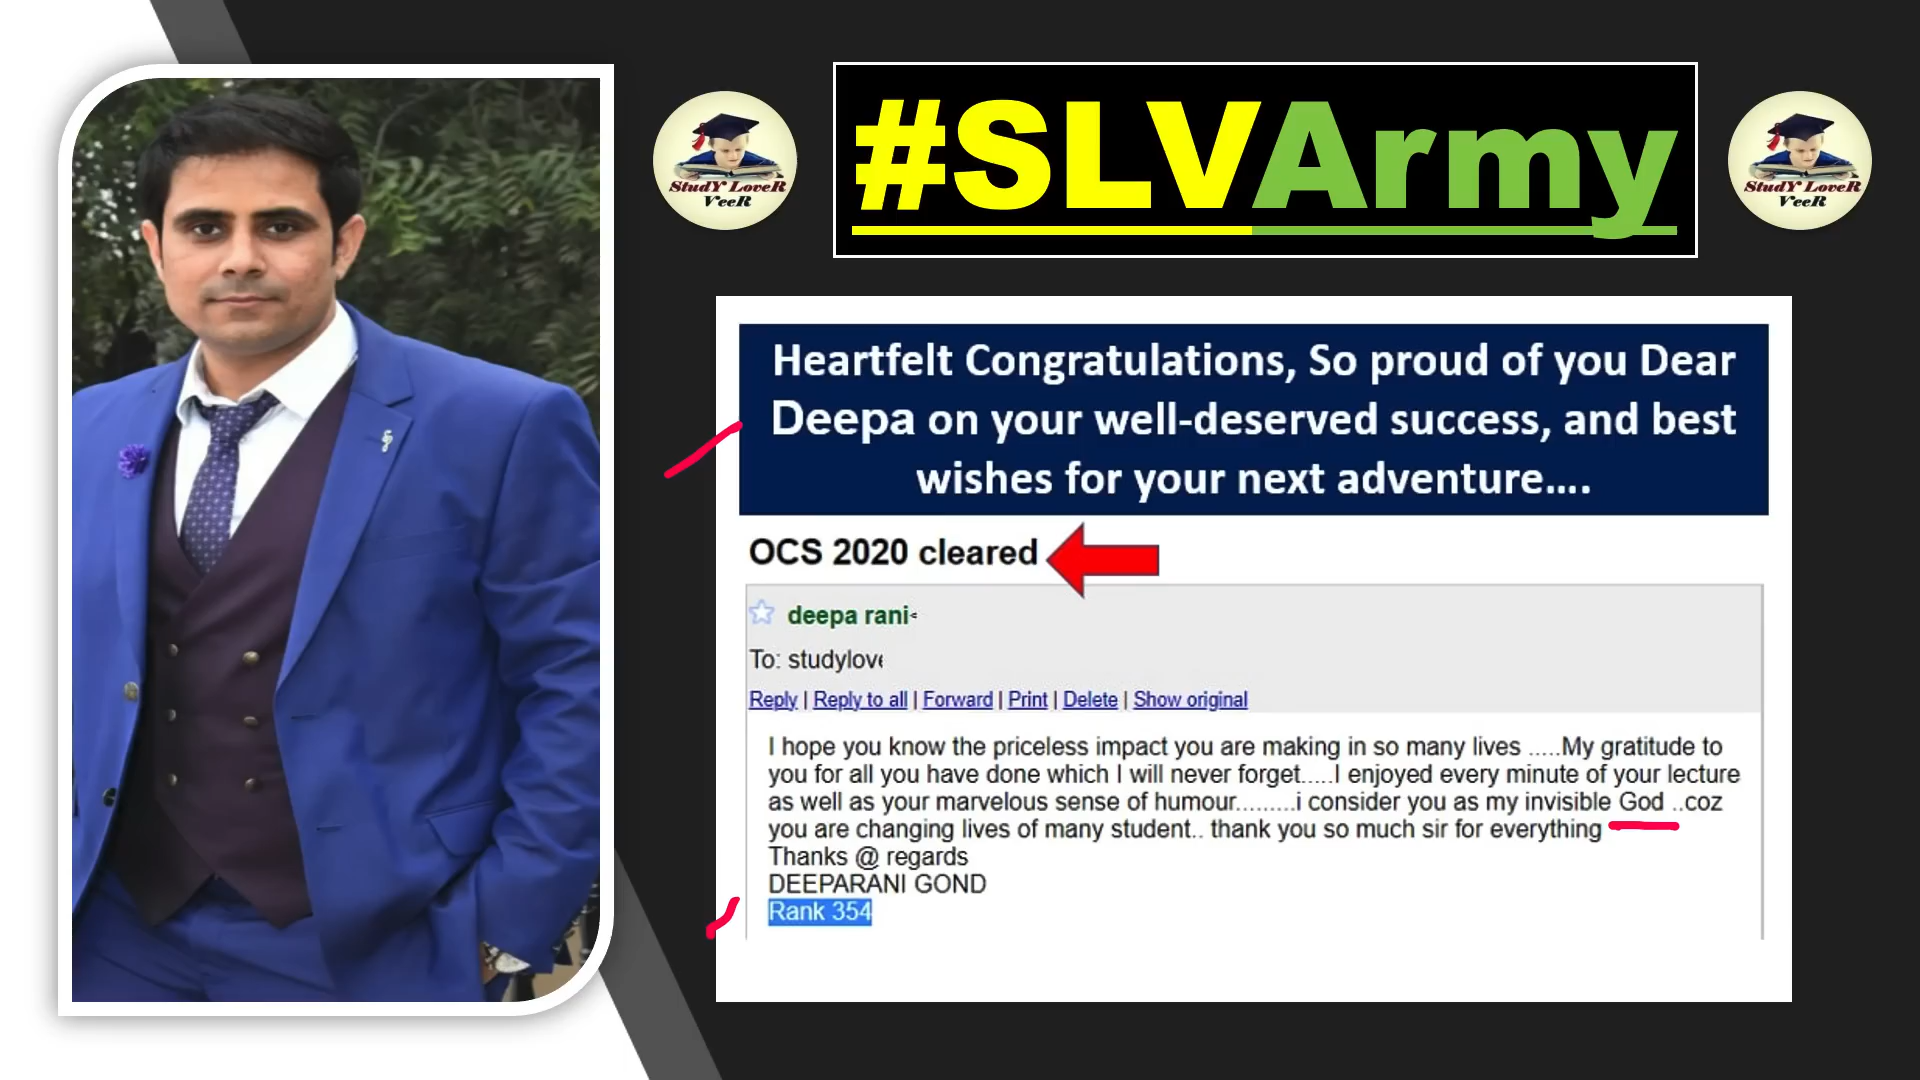 #SLVArmy
StudY LoveR
VeeR
StudY LoveR
VeeR
Heartfelt Congratulations, So proud of you Dear
Deepa on your well-deserved success, and best
wishes for your next adventure....
OCS 2020 cleared
deepa rani<
To: studylove
Reply | Reply to all | Forward | Print | Delete | Show original
I hope you know the priceless impact you are making in so many lives .....My gratitude to
you for all you have done which I will never forget.....I enjoyed every minute of your lecture
as well as your marvelous sense of humour.........i consider you as my invisible God ..coz
you are changing lives of many student.. thank you so much sir for everything
Thanks @ regards
DEEPARANI GOND
Rank 354